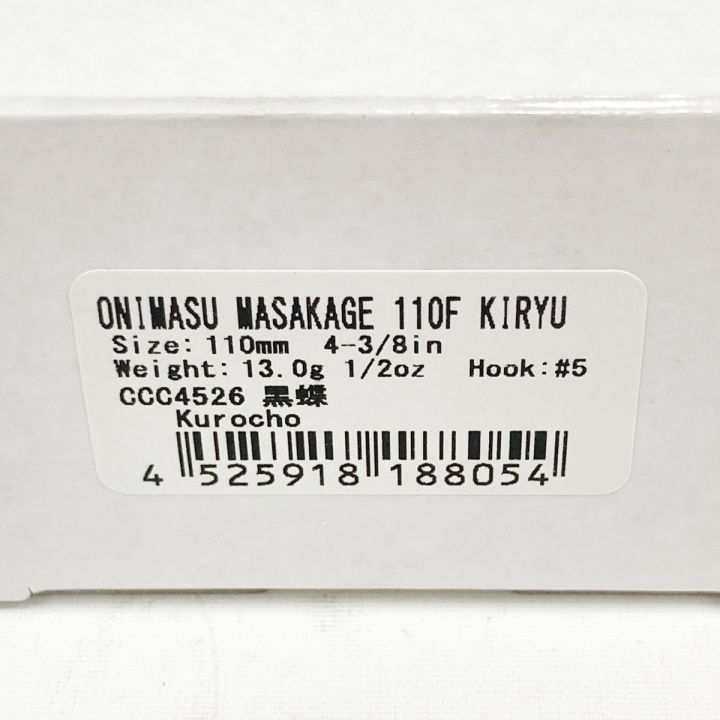 ONIMASU MASAKAGE 110F KIRYU
Size: 110mm 4-3/8in
Weight: 13.0g 1/2oz Hook:#5
CCC4526 黒蝶
Kurocho
4 525918 188054